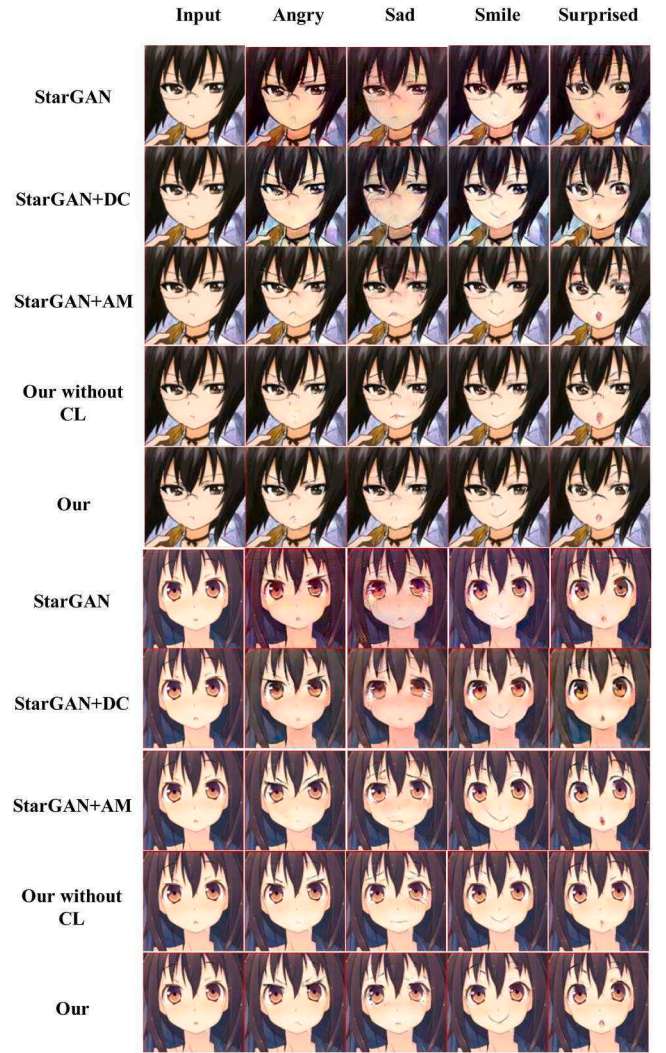 Input Angry Sad Smile Surprised
StarGAN
StarGAN+DC
StarGAN+AM
Our without
CL
Our
StarGAN
StarGAN+DC
StarGAN+AM
Our without
CL
Our